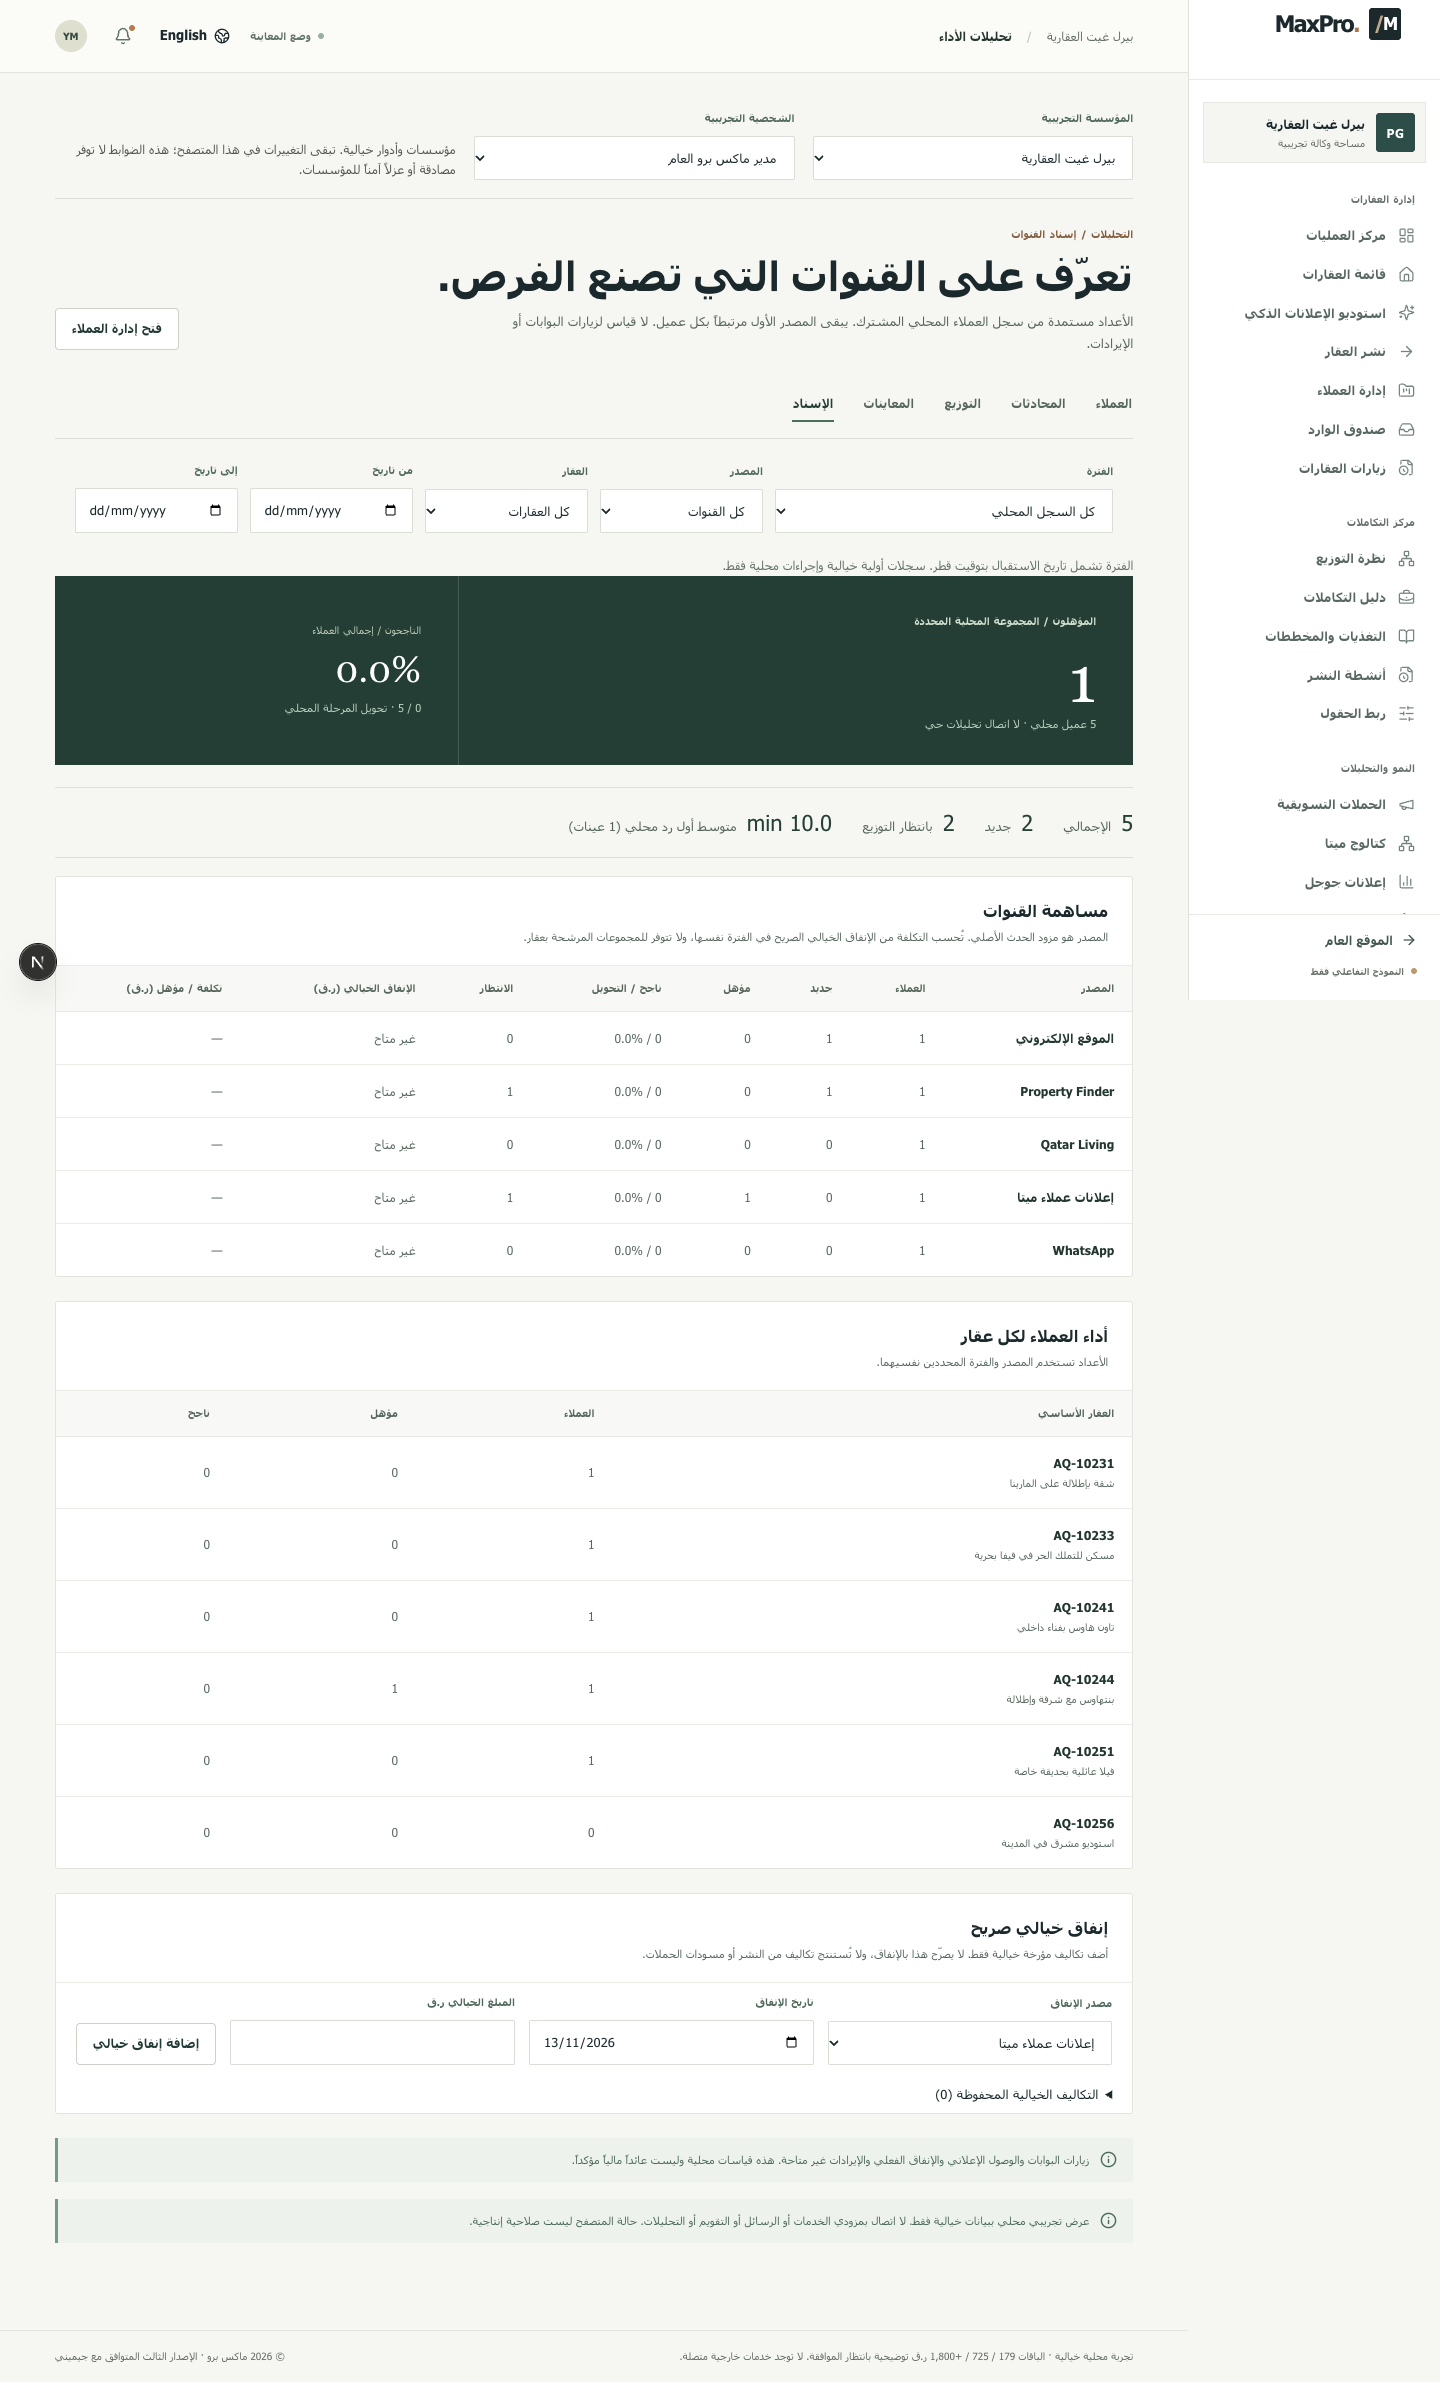 /M MaxPro.
بيرل غيت العقارية / تحليلات الأداء
وضع المعاينة
English
YM
PG
بيرل غيت العقارية
مساحة وكالة تجريبية
إدارة العقارات
مركز العمليات
قائمة العقارات
استوديو الإعلانات الذكي
نشر العقار
إدارة العملاء
صندوق الوارد
زيارات العقارات
مركز التكاملات
نظرة التوزيع
دليل التكاملات
التغذيات والمخططات
أنشطة النشر
ربط الحقول
النمو والتحليلات
الحملات التسويقية
كتالوج ميتا
إعلانات جوجل
الموقع العام
النموذج التفاعلي فقط
المؤسسة التجريبية
بيرل غيت العقارية
الشخصية التجريبية
مدير ماكس برو العام
مؤسسات وأدوار خيالية. تبقى التغييرات في هذا المتصفح؛ هذه الضوابط لا توفر
مصادقة أو عزلاً آمناً للمؤسسات.
التحليلات / إسناد القنوات
تعرّف على القنوات التي تصنع الفرص.
الأعداد مستمدة من سجل العملاء المحلي المشترك. يبقى المصدر الأول مرتبطاً بكل عميل. لا قياس لزيارات البوابات أو
الإيرادات.
فتح إدارة العملاء
العملاء المحادثات التوزيع المعاينات الإسناد
الفترة المصدر العقار من تاريخ إلى تاريخ
كل السجل المحلي كل القنوات كل العقارات dd/mm/yyyy dd/mm/yyyy
الفترة تشمل تاريخ الاستقبال بتوقيت قطر. سجلات أولية خيالية وإجراءات محلية فقط.
المؤهلون / المجموعة المحلية المحددة
1
5 عميل محلي · لا اتصال تحليلات حي
الناجحون / إجمالي العملاء
0.0%
0 / 5 · تحويل المرحلة المحلي
5 الإجمالي 2 جديد 2 بانتظار التوزيع 10.0 min متوسط أول رد محلي (1 عينات)
مساهمة القنوات
المصدر هو مزود الحدث الأصلي. تُحسب التكلفة من الإنفاق الخيالي الصريح في الفترة نفسها، ولا تتوفر للمجموعات المرشحة بعقار.
المصدر العملاء جديد مؤهل ناجح / التحويل الانتظار الإنفاق الخيالي (ر.ق) تكلفة / مؤهل (ر.ق)
الموقع الإلكتروني 1 1 0 0 / 0.0% 0 غير متاح —
Property Finder 1 1 0 0 / 0.0% 1 غير متاح —
Qatar Living 1 0 0 0 / 0.0% 0 غير متاح —
إعلانات عملاء ميتا 1 0 1 0 / 0.0% 1 غير متاح —
WhatsApp 1 0 0 0 / 0.0% 0 غير متاح —
أداء العملاء لكل عقار
الأعداد تستخدم المصدر والفترة المحددين نفسيهما.
العقار الأساسي العملاء مؤهل ناجح
AQ-10231 1 0 0
شقة بإطلالة على المارينا
AQ-10233 1 0 0
مسكن للتملك الحر في فيفا بحرية
AQ-10241 1 0 0
تاون هاوس بفناء داخلي
AQ-10244 1 1 0
بنتهاوس مع شرفة وإطلالة
AQ-10251 1 0 0
فيلا عائلية بحديقة خاصة
AQ-10256 0 0 0
استوديو مشرق في المدينة
إنفاق خيالي صريح
أضف تكاليف مؤرخة خيالية فقط. لا يصرّح هذا بالإنفاق، ولا تُستنتج تكاليف من النشر أو مسودات الحملات.
مصدر الإنفاق تاريخ الإنفاق المبلغ الخيالي ر.ق
إعلانات عملاء ميتا 13/11/2026 إضافة إنفاق خيالي
التكاليف الخيالية المحفوظة (0)
زيارات البوابات والوصول الإعلاني والإنفاق الفعلي والإيرادات غير متاحة. هذه قياسات محلية وليست عائداً مالياً مؤكداً.
عرض تجريبي محلي ببيانات خيالية فقط. لا اتصال بمزودي الخدمات أو الرسائل أو التقويم أو التحليلات. حالة المتصفح ليست صلاحية إنتاجية.
تجربة محلية خيالية · الباقات 179 / 725 / +1,800 ر.ق توضيحية بانتظار الموافقة. لا توجد خدمات خارجية متصلة.
© 2026 ماكس برو · الإصدار الثالث المتوافق مع جيميني